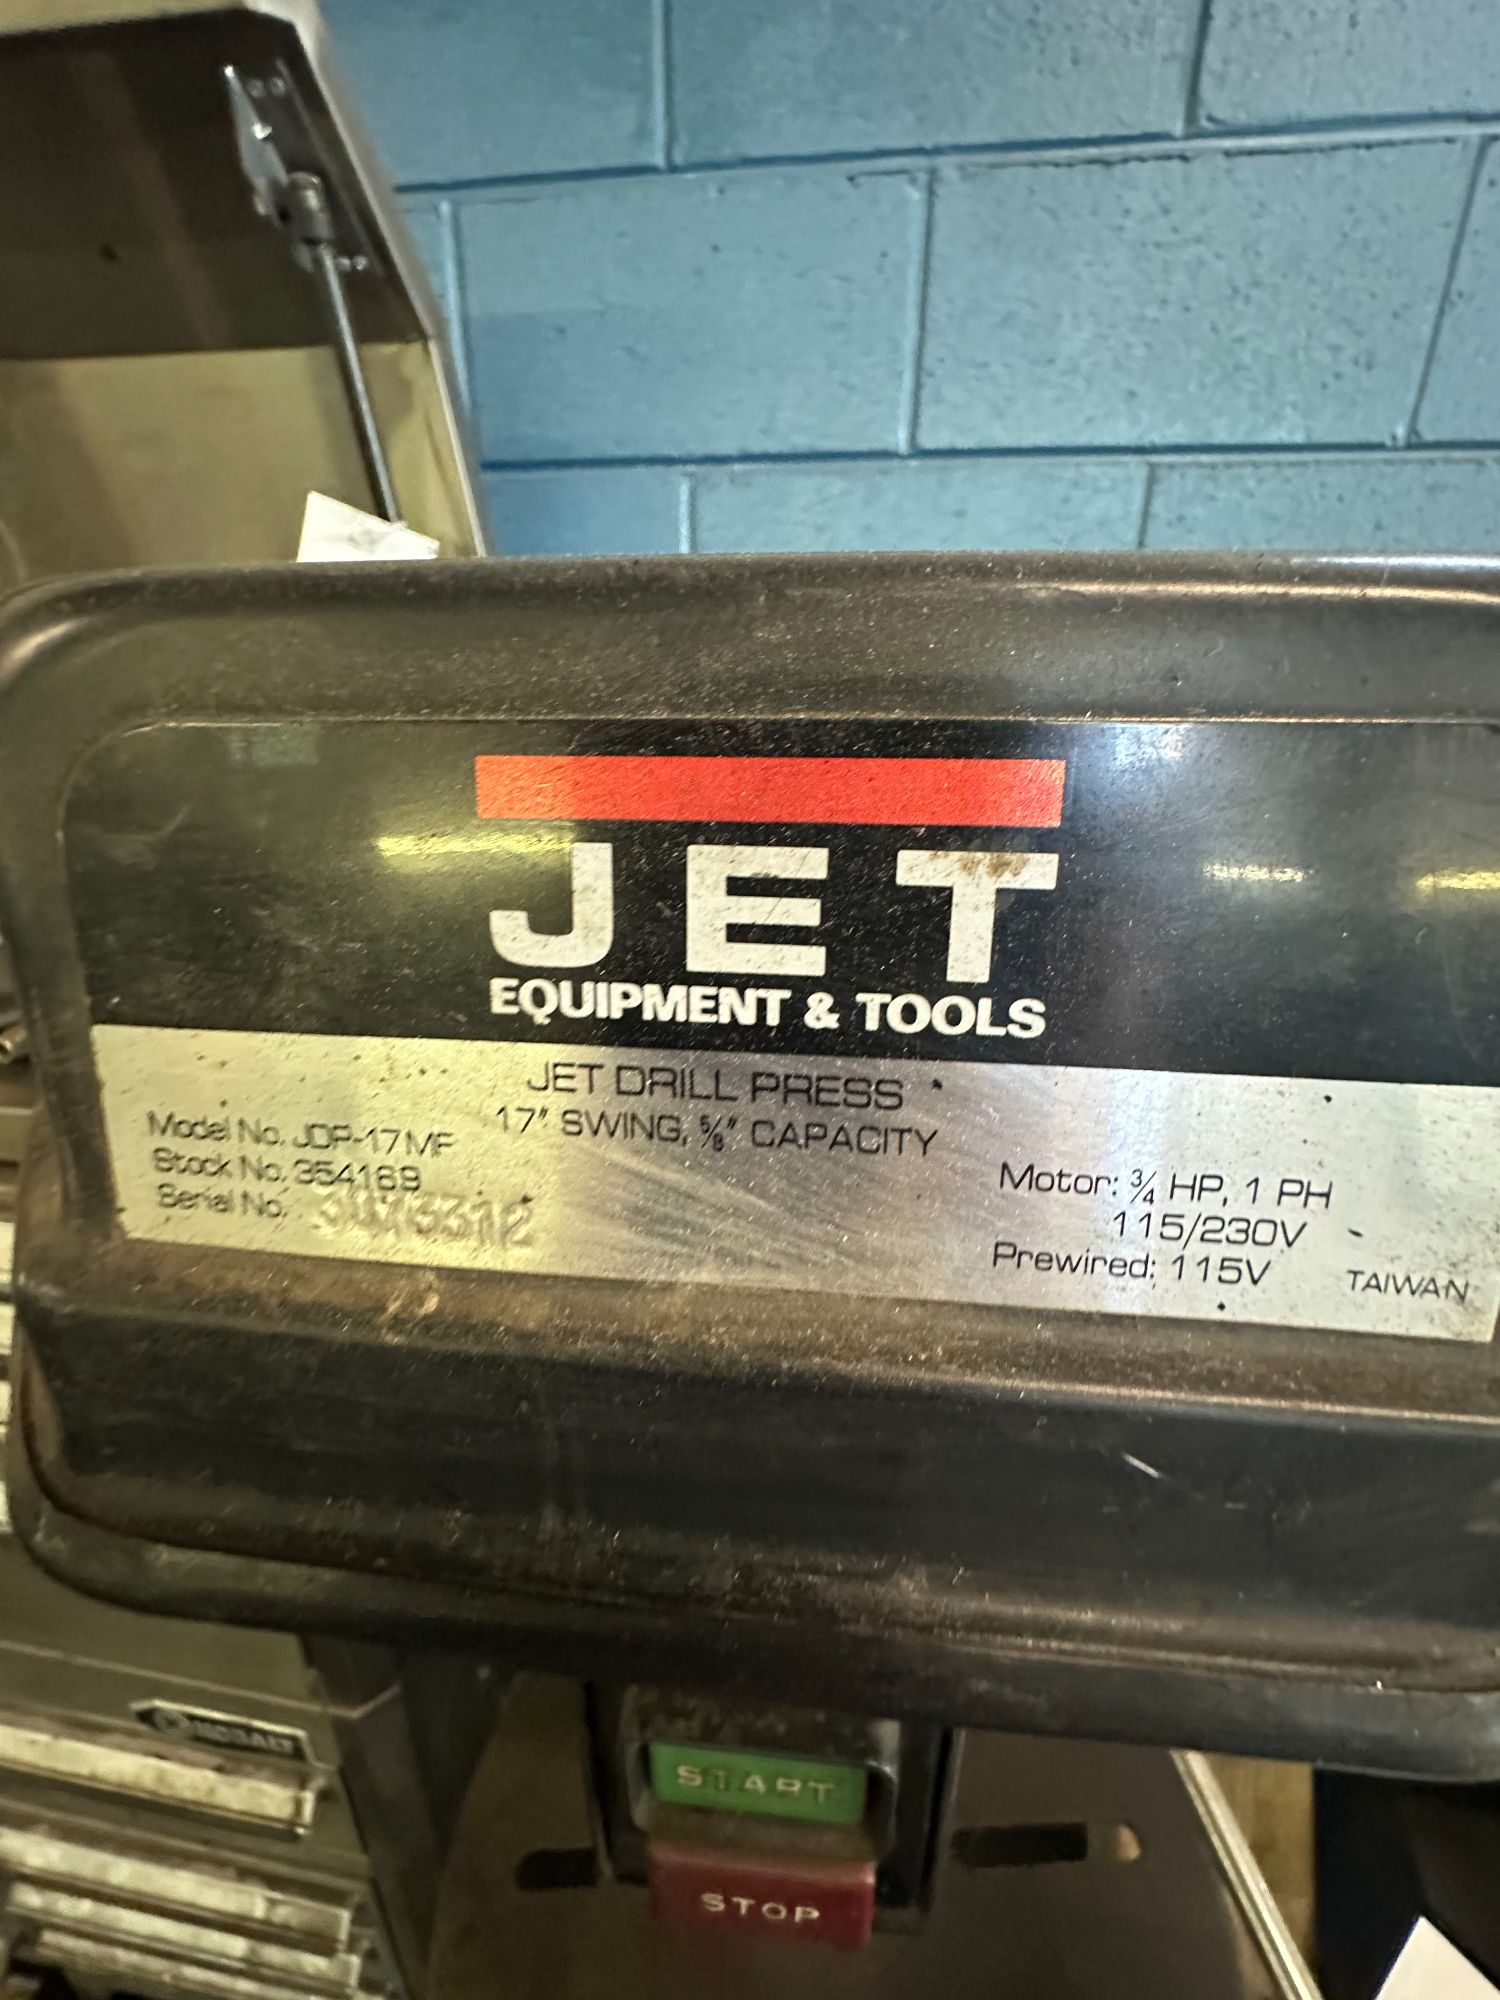 JET
EQUIPMENT & TOOLS
JET DRILL PRESS
17" SWING, 5/8" CAPACITY
Model No. JDP-17MF
Stock No. 354169
Serial No.
Motor: 3/4 HP, 1 PH
115/230V
Prewired: 115V
TAIWAN
KOBALT
START
STOP